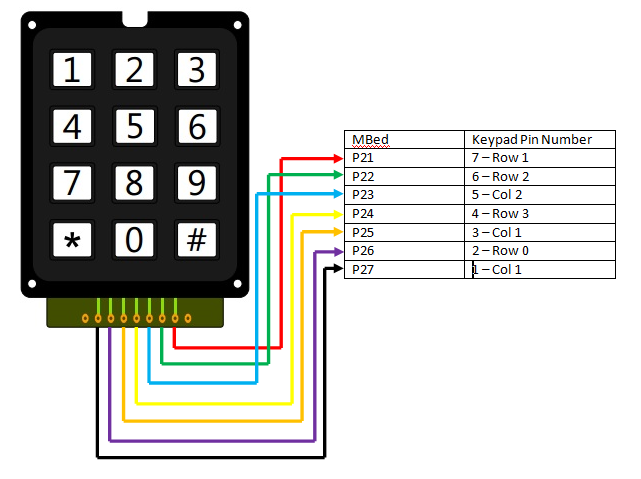 1 2 3
4 5 6
7 8 9
* 0 #
MBed Keypad Pin Number
P21 7 – Row 1
P22 6 – Row 2
P23 5 – Col 2
P24 4 – Row 3
P25 3 – Col 1
P26 2 – Row 0
P27 1 – Col 1